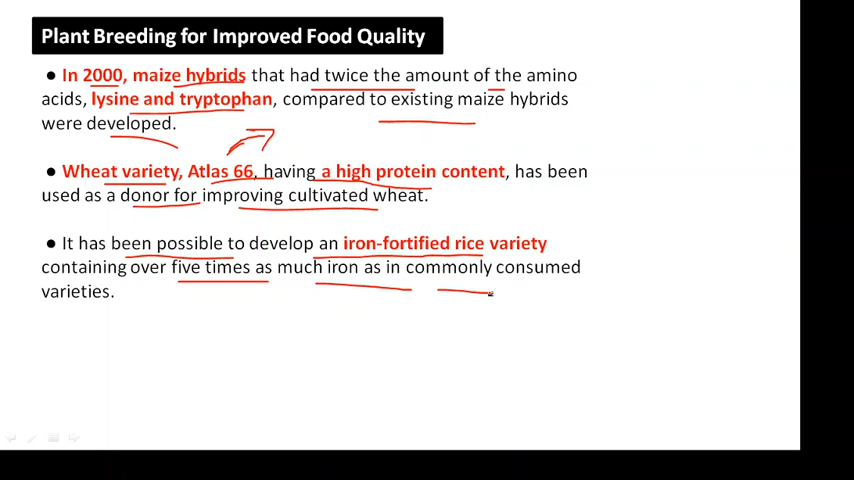 Plant Breeding for Improved Food Quality
● In 2000, maize hybrids that had twice the amount of the amino
acids, lysine and tryptophan, compared to existing maize hybrids
were developed.
● Wheat variety, Atlas 66, having a high protein content, has been
used as a donor for improving cultivated wheat.
● It has been possible to develop an iron-fortified rice variety
containing over five times as much iron as in commonly consumed
varieties.